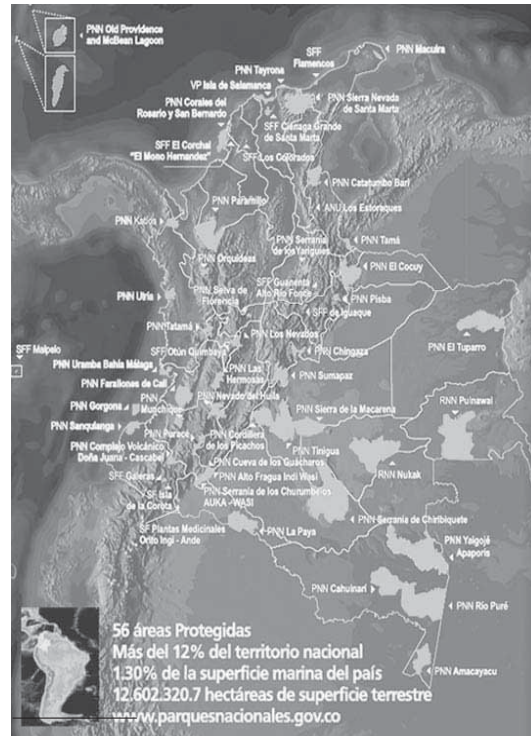 PNN Old Providence
and McBean Lagoon
SFF
Flamencos
PNN Macuira
PNN Tayrona
VP Isla de Salamanca
PNN Corales del
Rosario y San Bernardo
PNN Sierra Nevada
de Santa Marta
SFF Ciénaga Grande
de Santa Marta
SFF El Corchal
"El Mono Hernandez"
SFF Los Colorados
PNN Catatumbo Barí
ANU Los Estoraques
PNN Paramillo
PNN Katíos
PNN Serranía
de los Yariguíes
PNN Tamá
PNN Orquídeas
PNN El Cocuy
SFF Guanentá
Alto Río Fonce
PNN Selva de
Florencia
PNN Pisba
PNN Utría
SFF de Iguaque
PNN Tatamá
PNN Los Nevados
SFF Malpelo
SFF Otún Quimbaya
PNN Chingaza
PNN El Tuparro
PNN Uramba Bahía Málaga
PNN Las
Hermosas
PNN Sumapaz
PNN Farallones de Cali
PNN Nevado del Huila
RNN Puinawai
PNN Gorgona
PNN
Munchique
PNN Sierra de la Macarena
PNN Sanquianga
PNN Puracé
PNN Cordillera
de los Picachos
PNN Tinigua
PNN Complejo Volcánico
Doña Juana - Cascabel
PNN Cueva de los Guácharos
RNN Nukak
SFF Galeras
PNN Alto Fragua Indi Wasi
PNN Serranía de los Churumbelos
AUKA - WASI
SF Isla
de la Corota
PNN Serranía de Chiribiquete
SF Plantas Medicinales
Orito Ingi - Ande
PNN La Paya
PNN Yaigojé
Apaporis
PNN Cahuinarí
PNN Río Puré
PNN Amacayacu
56 áreas Protegidas
Más del 12% del territorio nacional
1.30% de la superficie marina del país
12.602.320.7 hectáreas de superficie terrestre
www.parquesnacionales.gov.co